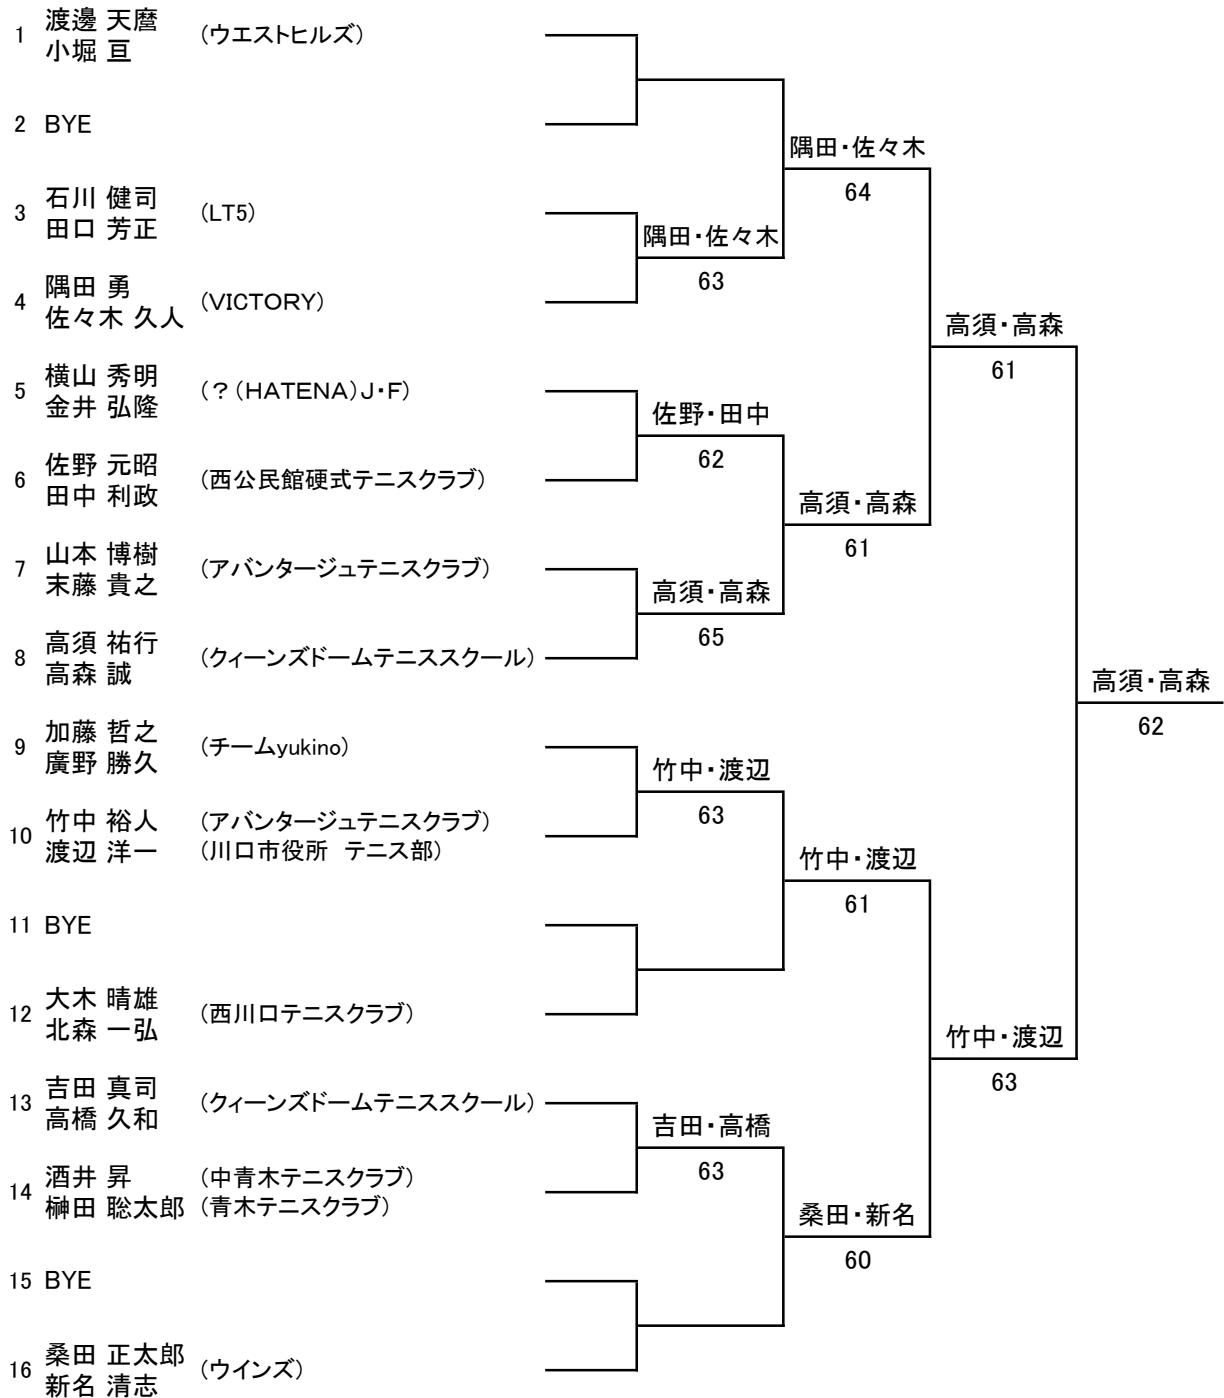 1 渡邊 天麿 (ウエストヒルズ)
小堀 亘
2 BYE
隅田・佐々木
64
3 石川 健司 (LT5)
田口 芳正
隅田・佐々木
63
4 隅田 勇 (VICTORY)
佐々木 久人
高須・高森
61
5 横山 秀明 (?(HATENA)J・F)
金井 弘隆
佐野・田中
62
6 佐野 元昭 (西公民館硬式テニスクラブ)
田中 利政
高須・高森
61
7 山本 博樹 (アバンタージュテニスクラブ)
末藤 貴之
高須・高森
65
8 高須 祐行 (クィーンズドームテニススクール)
高森 誠
高須・高森
62
9 加藤 哲之 (チームyukino)
廣野 勝久
竹中・渡辺
63
10 竹中 裕人 (アバンタージュテニスクラブ)
渡辺 洋一 (川口市役所 テニス部)
竹中・渡辺
61
11 BYE
12 大木 晴雄 (西川口テニスクラブ)
北森 一弘
竹中・渡辺
63
13 吉田 真司 (クィーンズドームテニススクール)
高橋 久和
吉田・高橋
63
14 酒井 昇 (中青木テニスクラブ)
榊田 聡太郎 (青木テニスクラブ)
桑田・新名
60
15 BYE
16 桑田 正太郎 (ウインズ)
新名 清志